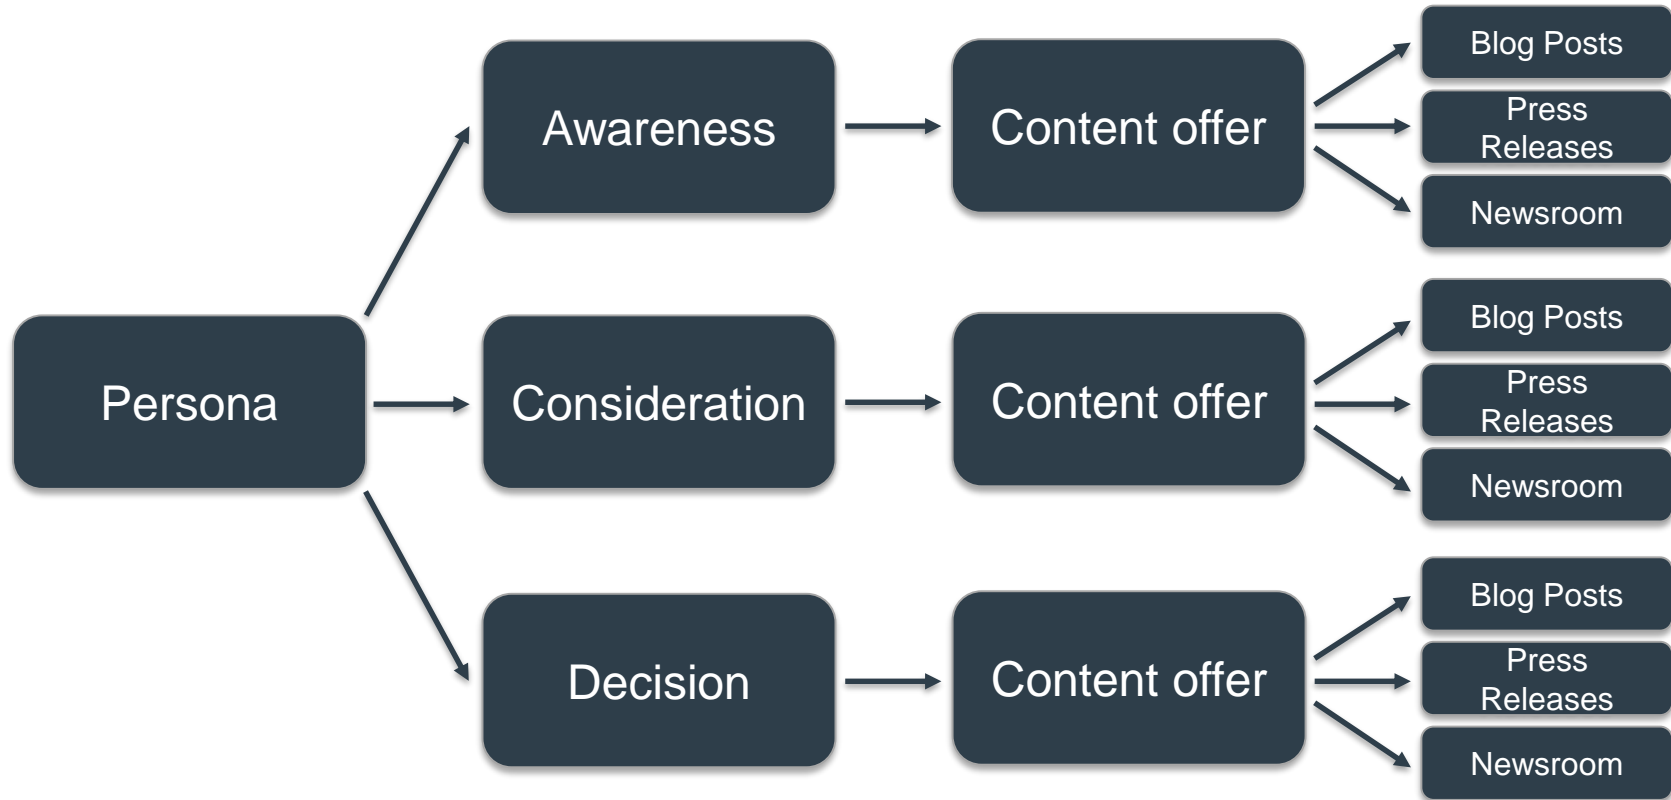 Persona
Awareness
Content offer
Blog Posts
Press
Releases
Newsroom
Consideration
Content offer
Blog Posts
Press
Releases
Newsroom
Decision
Content offer
Blog Posts
Press
Releases
Newsroom